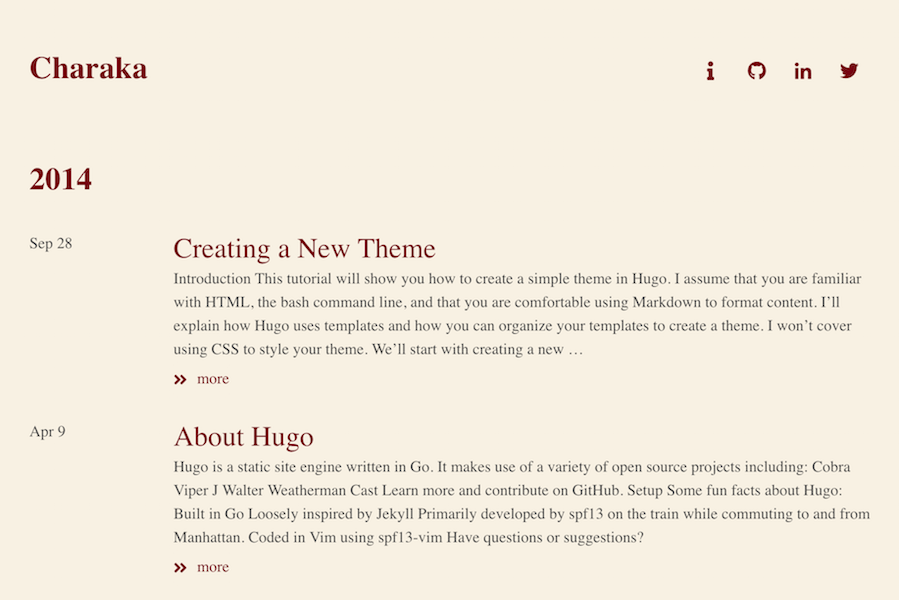 Charaka
2014
Sep 28
Creating a New Theme
Introduction This tutorial will show you how to create a simple theme in Hugo. I assume that you are familiar
with HTML, the bash command line, and that you are comfortable using Markdown to format content. I’ll
explain how Hugo uses templates and how you can organize your templates to create a theme. I won’t cover
using CSS to style your theme. We’ll start with creating a new …
more
Apr 9
About Hugo
Hugo is a static site engine written in Go. It makes use of a variety of open source projects including: Cobra
Viper J Walter Weatherman Cast Learn more and contribute on GitHub. Setup Some fun facts about Hugo:
Built in Go Loosely inspired by Jekyll Primarily developed by spf13 on the train while commuting to and from
Manhattan. Coded in Vim using spf13-vim Have questions or suggestions?
more